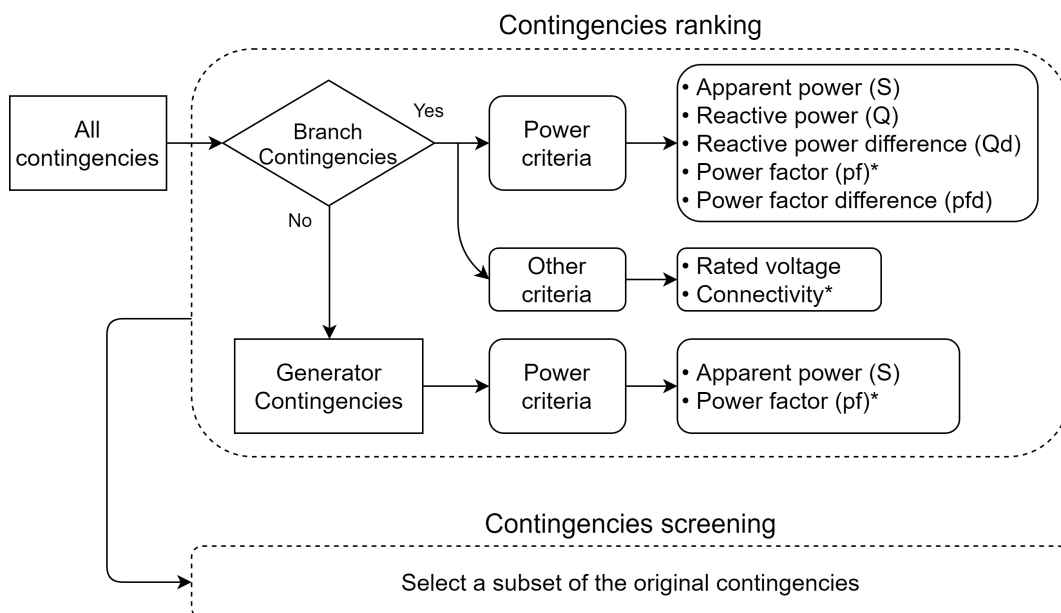 Contingencies ranking
All
contingencies
Branch
Contingencies
Yes
No
Power
criteria
• Apparent power (S)
• Reactive power (Q)
• Reactive power difference (Qd)
• Power factor (pf)*
• Power factor difference (pfd)
Other
criteria
• Rated voltage
• Connectivity*
Generator
Contingencies
Power
criteria
• Apparent power (S)
• Power factor (pf)*
Contingencies screening
Select a subset of the original contingencies